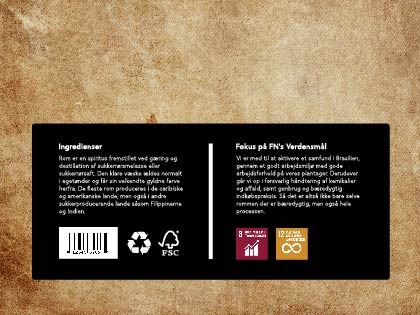 Ingredienser
Rom er en spiritus fremstillet ved gæring og
destillation af sukkerrørsmelasse eller
sukkerrørsaft. Den klare væske ældes normalt
i egetønder og får sin velkendte gyldne farve
herfra. De fleste rom produceres i de caribiske
og amerikanske lande, men også i andre
sukkerproducerende lande såsom Filippinerne
og Indien.
FSC
Fokus på FN's Verdensmål
Vi er med til at aktivere et samfund i Brasilien,
gennem et godt arbejdsmiljø med gode
arbejdsforhold på vores plantager. Derudover
går vi op i forsvarlig håndtering af kemikalier
og affald, samt genbrug og bæredygtig
indkøbspraksis. Så det er altså ikke bare selve
rommen der er bæredygtig, men også hele
processen.
8
12